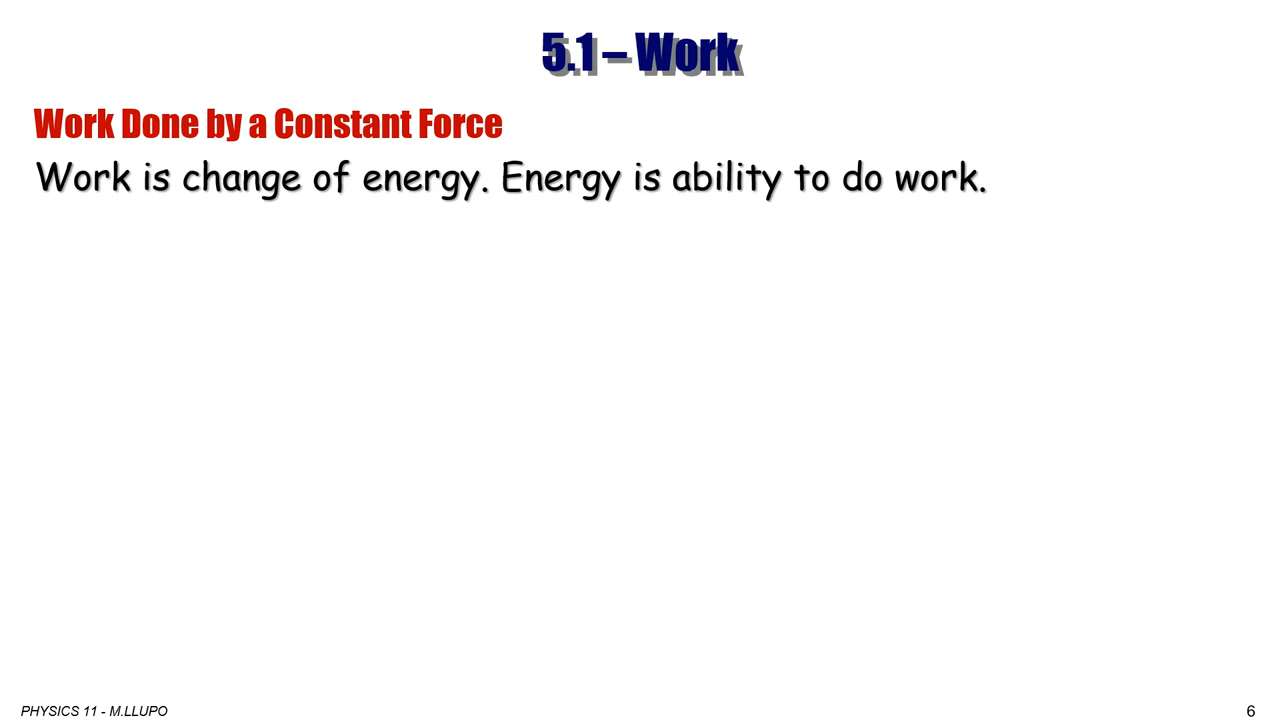 5.1 – Work
Work Done by a Constant Force
Work is change of energy. Energy is ability to do work.
PHYSICS 11 - M.LLUPO
6